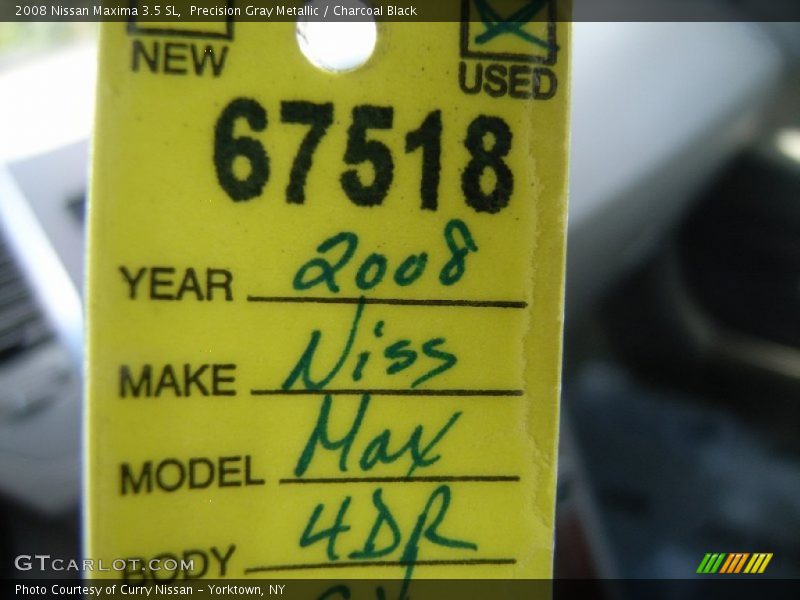 2008 Nissan Maxima 3.5 SL, Precision Gray Metallic / Charcoal Black
NEW USED
67518
YEAR 2008
MAKE Niss
MODEL Max
BODY 4DR
GTCARLOT.COM
Photo Courtesy of Curry Nissan - Yorktown, NY